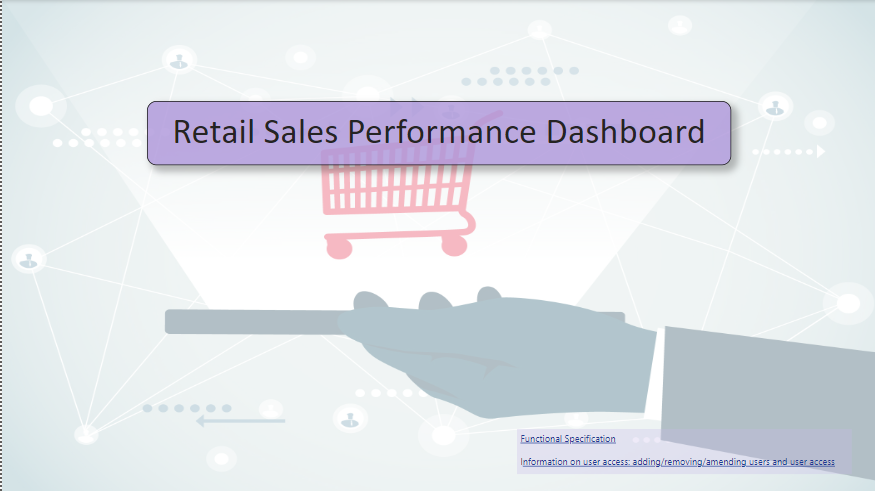 Retail Sales Performance Dashboard
Functional Specification
Information on user access: adding/removing/amending users and user access